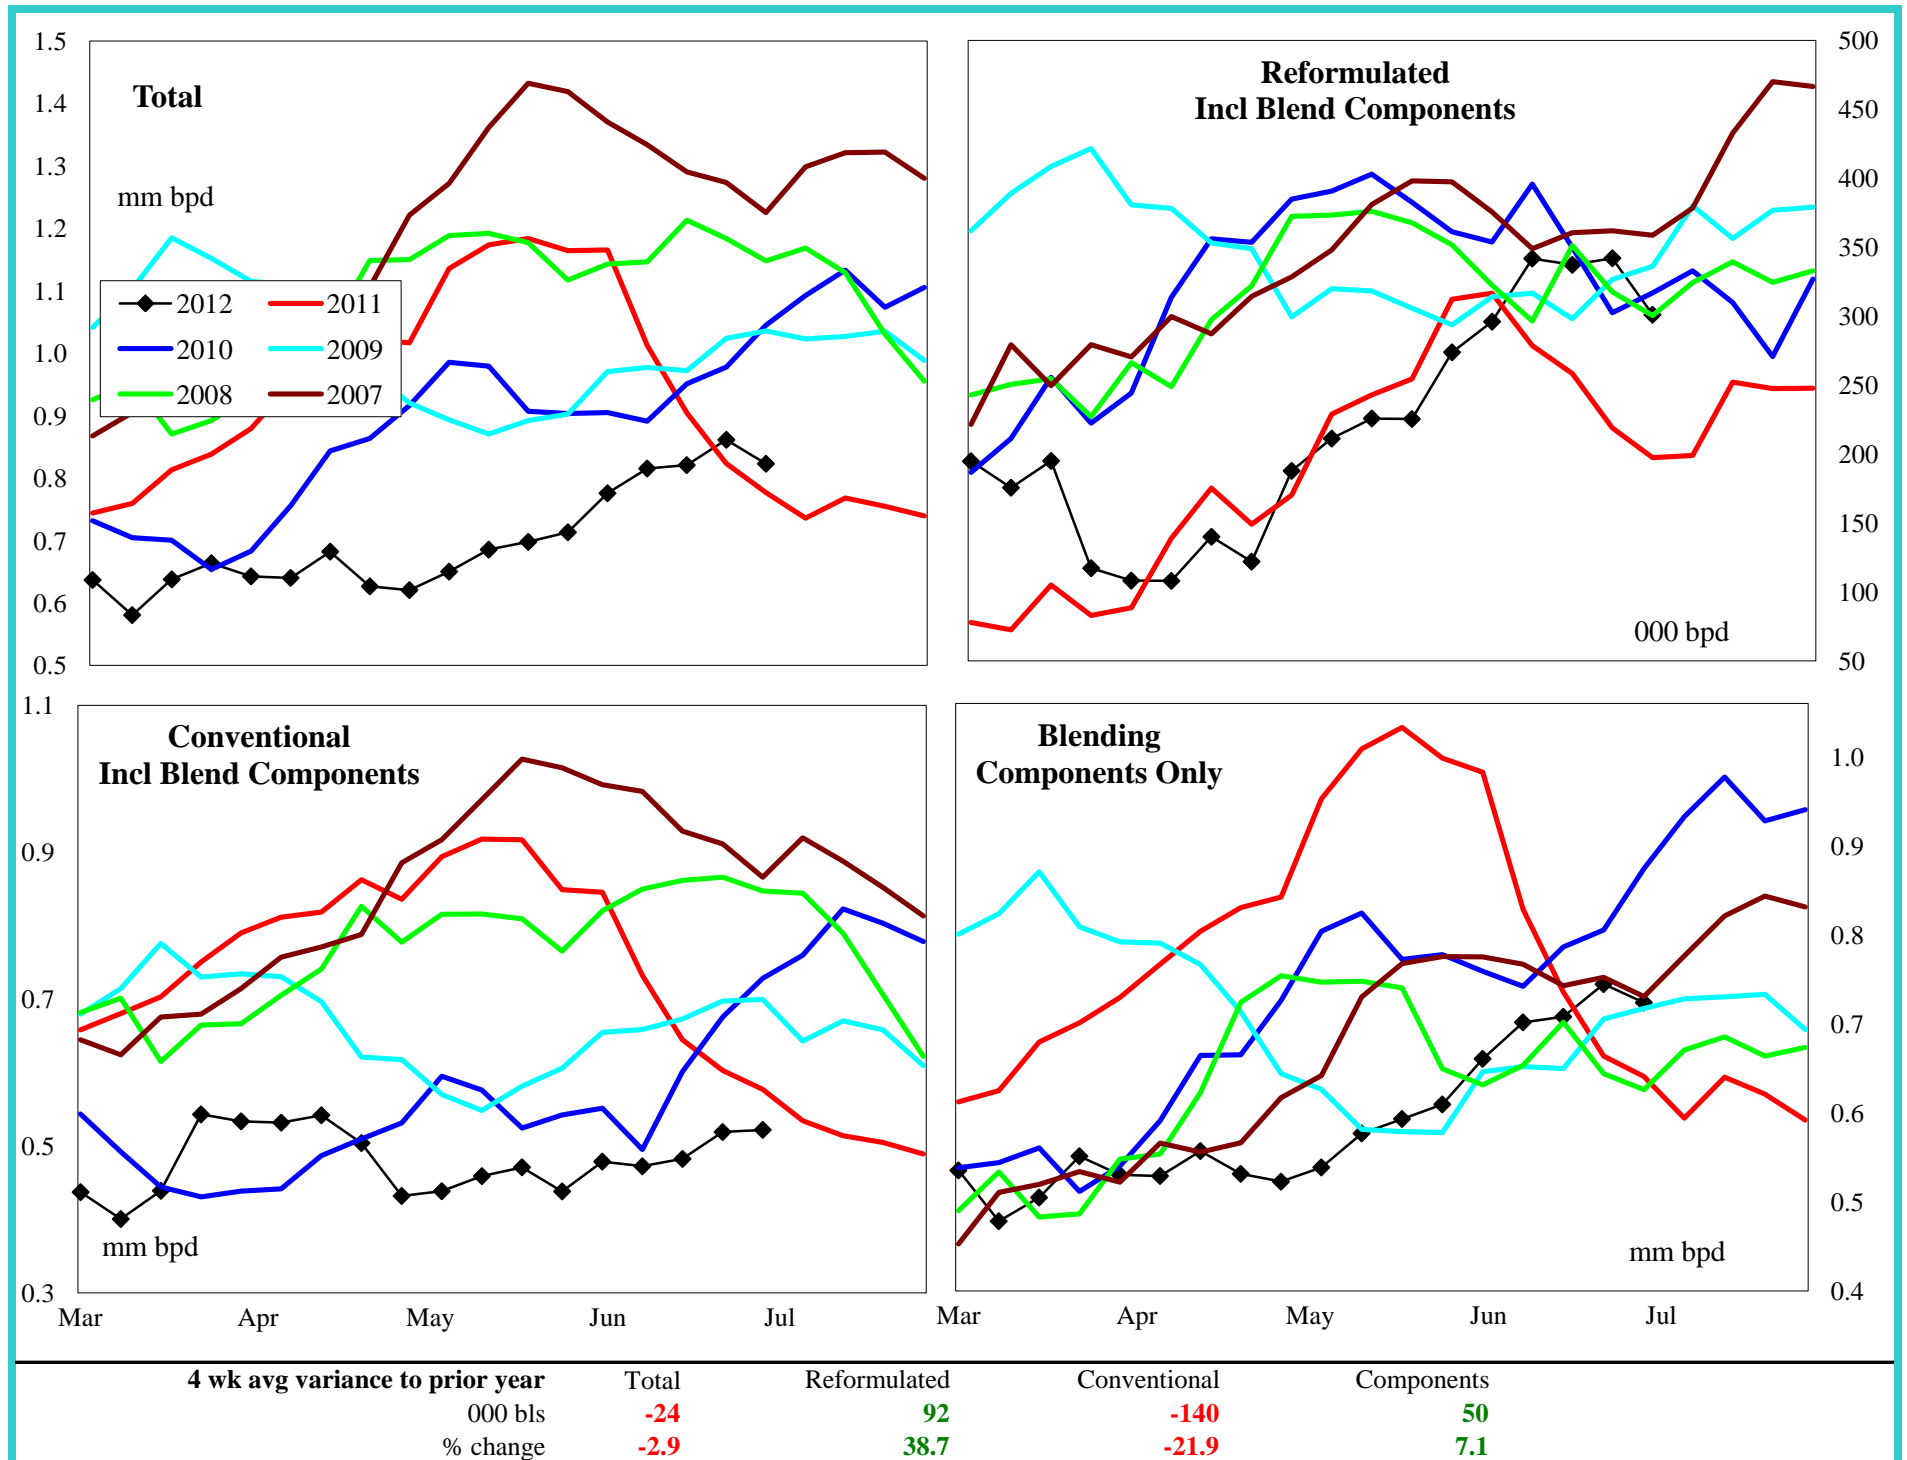 Total
mm bpd
1.5
1.4
1.3
1.2
1.1
1.0
0.9
0.8
0.7
0.6
0.5
2012 2011
2010 2009
2008 2007
Reformulated
Incl Blend Components
000 bpd
500
450
400
350
300
250
200
150
100
50
Conventional
Incl Blend Components
mm bpd
1.1
0.9
0.7
0.5
0.3
Mar Apr May Jun Jul
Blending
Components Only
mm bpd
1.0
0.9
0.8
0.7
0.6
0.5
0.4
Mar Apr May Jun Jul
4 wk avg variance to prior year Total Reformulated Conventional Components
000 bls -24 92 -140 50
% change -2.9 38.7 -21.9 7.1